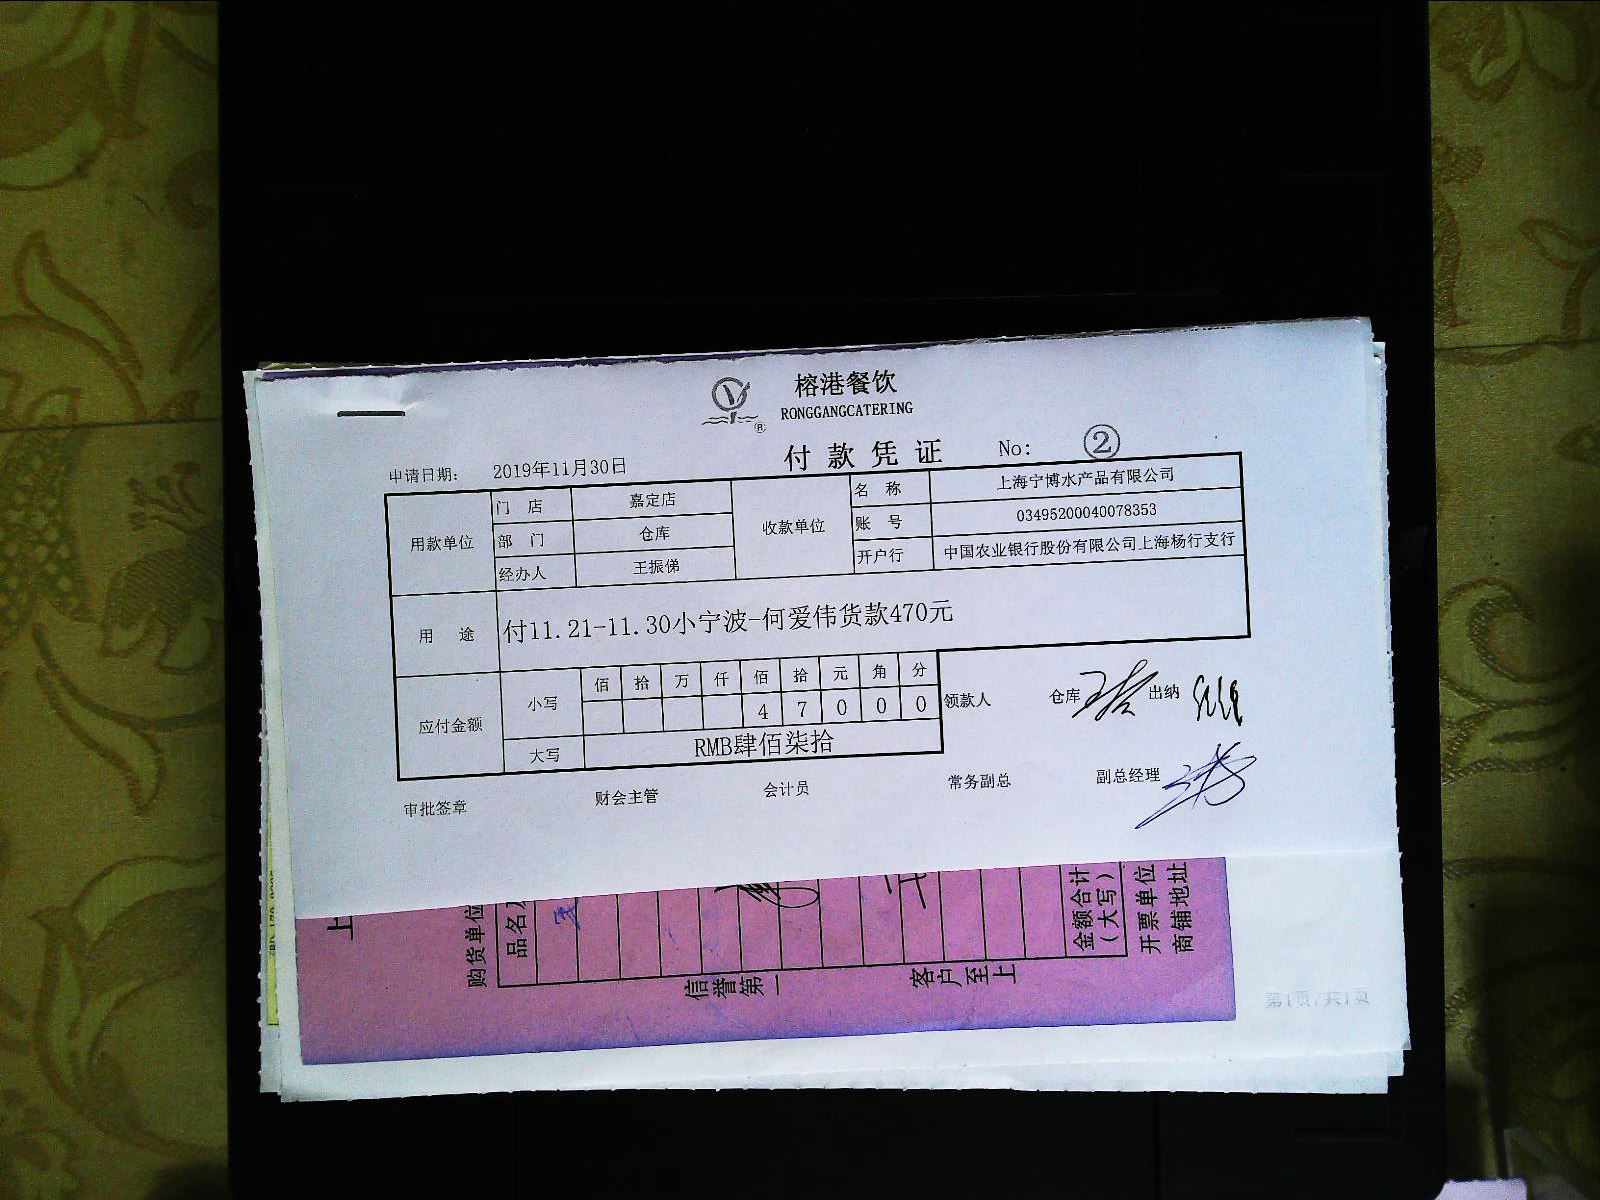 榕港餐饮
RONGGANGCATERING
®
付款凭证 No: ②
申请日期: 2019年11月30日
用款单位 门 店 嘉定店 收款单位 名 称 上海宁博水产品有限公司
部 门 仓库 账 号 03495200040078353
经办人 王振俤 开户行 中国农业银行股份有限公司上海杨行支行
用 途 付11.21-11.30小宁波-何爱伟货款470元
应付金额 小写 佰 拾 万 仟 佰 拾 元 角 分
4 7 0 0 0
大写 RMB肆佰柒拾
领款人 仓库 出纳
审批签章 财会主管 会计员 常务副总 副总经理
上
购货单位
品名
信誉第一
客户至上
金额合计
(大写)
开票单位
商铺地址
第1页/共1页